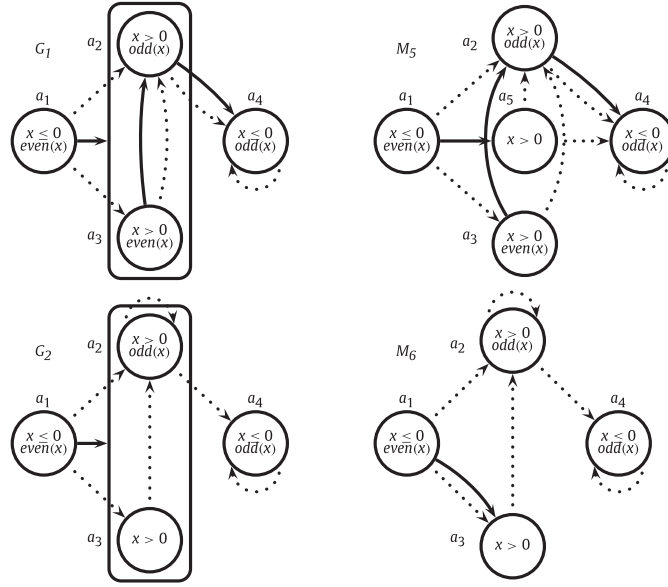 G1
a2
x > 0
odd(x)
a1
x ≤ 0
even(x)
a4
x ≤ 0
odd(x)
a3
x > 0
even(x)
M5
a2
x > 0
odd(x)
a1
x ≤ 0
even(x)
a5
x > 0
a4
x ≤ 0
odd(x)
a3
x > 0
even(x)
G2
a2
x > 0
odd(x)
a1
x ≤ 0
even(x)
a4
x ≤ 0
odd(x)
a3
x > 0
M6
a2
x > 0
odd(x)
a1
x ≤ 0
even(x)
a4
x ≤ 0
odd(x)
a3
x > 0